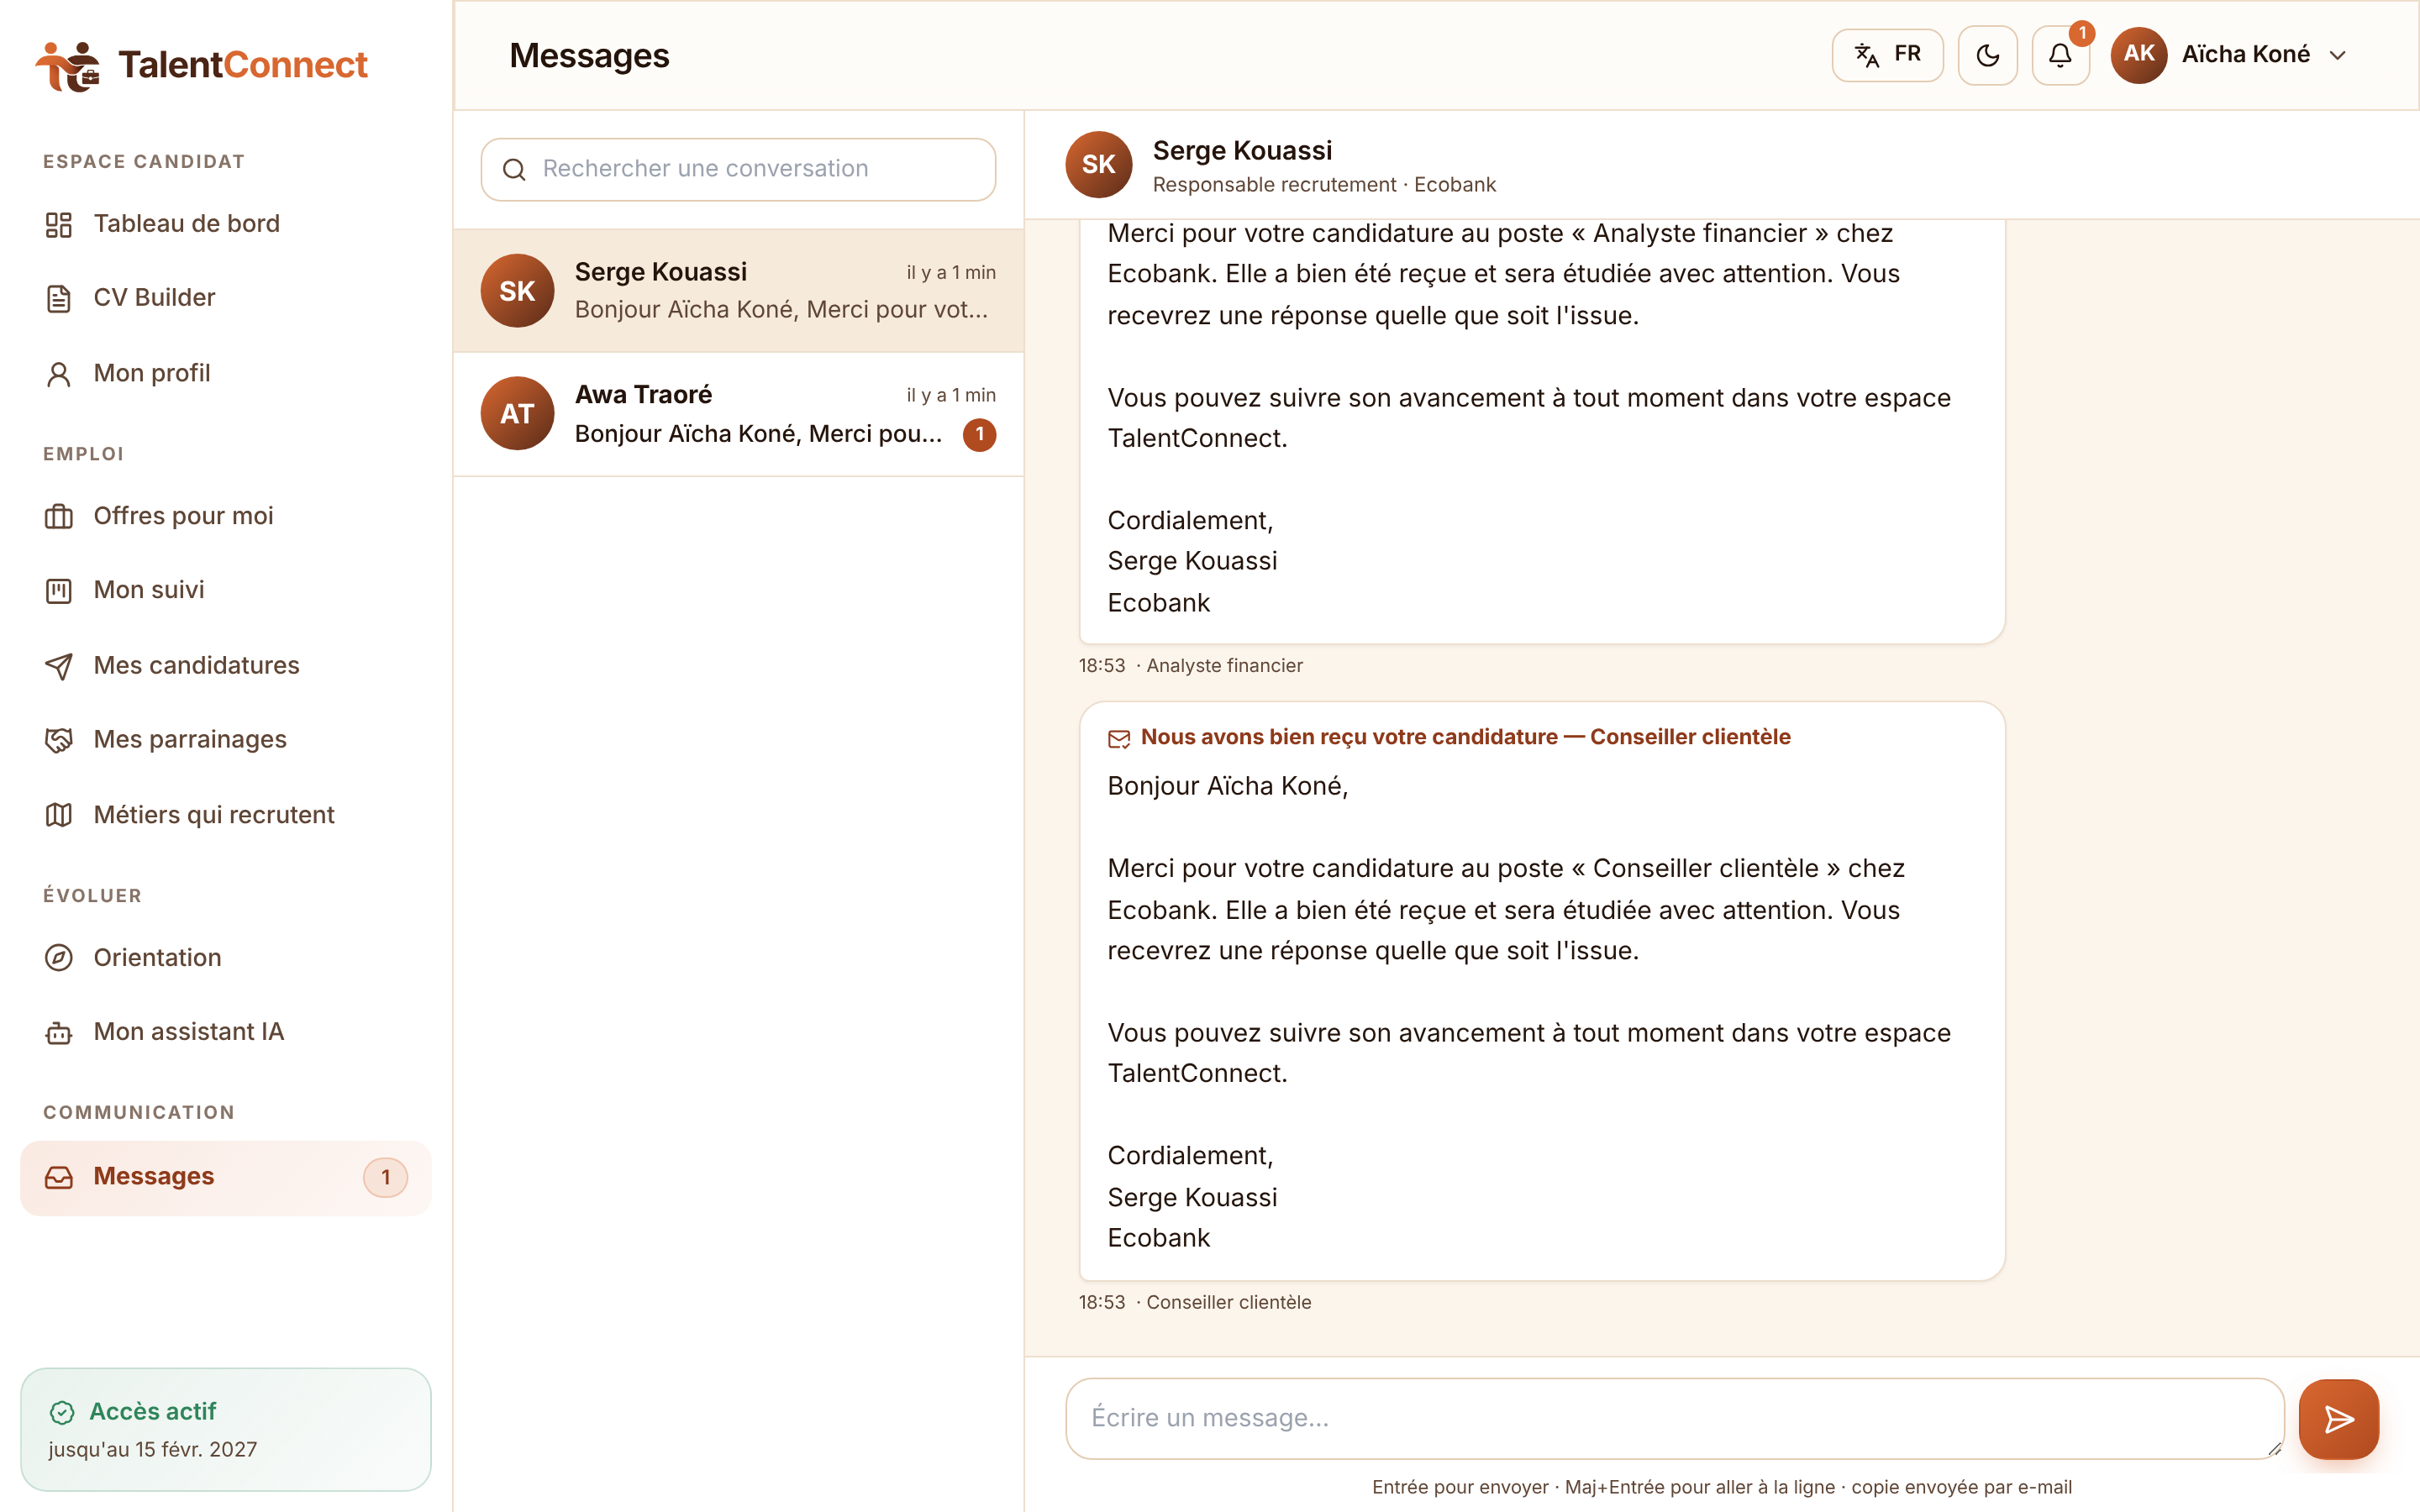 TalentConnect
ESPACE CANDIDAT
Tableau de bord
CV Builder
Mon profil
EMPLOI
Offres pour moi
Mon suivi
Mes candidatures
Mes parrainages
Métiers qui recrutent
ÉVOLUER
Orientation
Mon assistant IA
COMMUNICATION
Messages 1
Accès actif
jusqu'au 15 févr. 2027
Messages
FR
1
AK Aïcha Koné
Rechercher une conversation
SK
Serge Kouassi il y a 1 min
Bonjour Aïcha Koné, Merci pour vot...
AT
Awa Traoré il y a 1 min
Bonjour Aïcha Koné, Merci pou... 1
SK
Serge Kouassi
Responsable recrutement · Ecobank
Merci pour votre candidature au poste « Analyste financier » chez
Ecobank. Elle a bien été reçue et sera étudiée avec attention. Vous
recevrez une réponse quelle que soit l'issue.
Vous pouvez suivre son avancement à tout moment dans votre espace
TalentConnect.
Cordialement,
Serge Kouassi
Ecobank
18:53 · Analyste financier
Nous avons bien reçu votre candidature — Conseiller clientèle
Bonjour Aïcha Koné,
Merci pour votre candidature au poste « Conseiller clientèle » chez
Ecobank. Elle a bien été reçue et sera étudiée avec attention. Vous
recevrez une réponse quelle que soit l'issue.
Vous pouvez suivre son avancement à tout moment dans votre espace
TalentConnect.
Cordialement,
Serge Kouassi
Ecobank
18:53 · Conseiller clientèle
Écrire un message...
Entrée pour envoyer · Maj+Entrée pour aller à la ligne · copie envoyée par e-mail